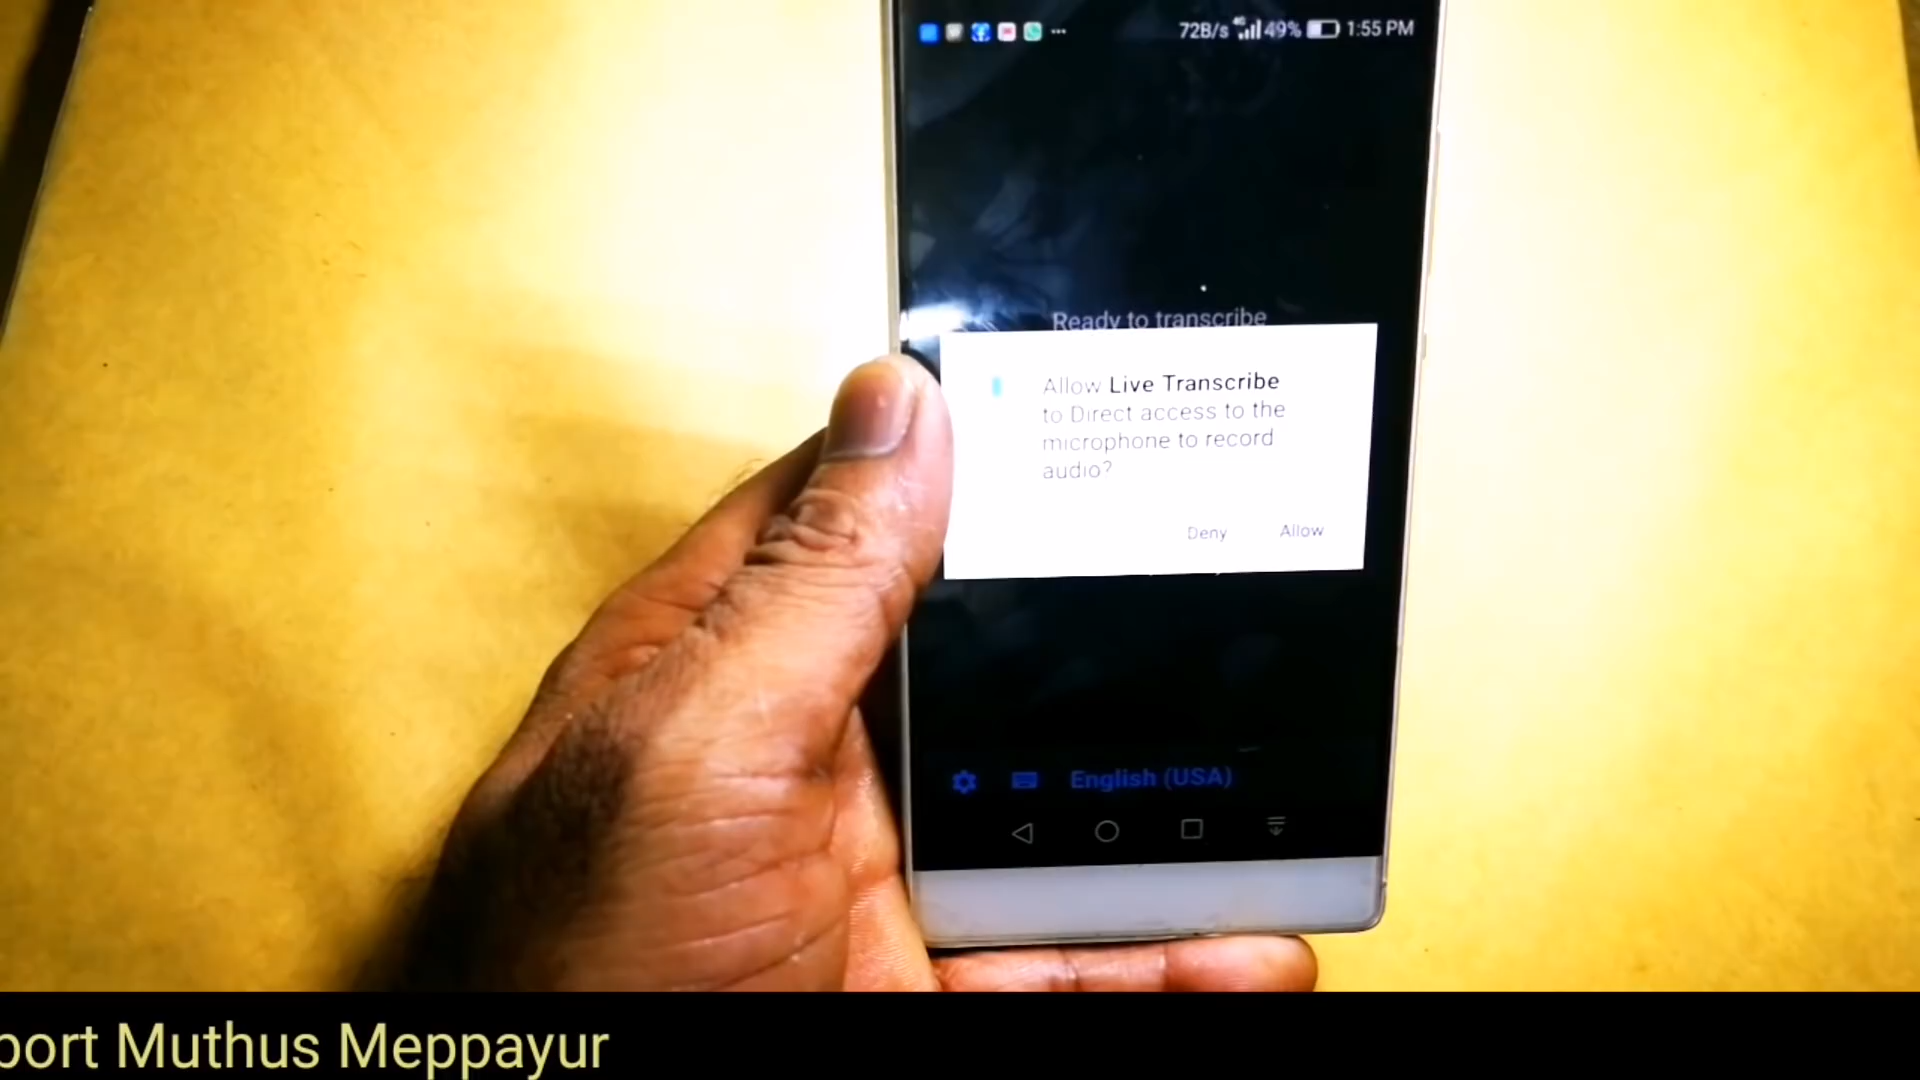 72B/s 4G 49% 1:55 PM
Ready to transcribe
Allow Live Transcribe
to Direct access to the
microphone to record
audio?
Deny Allow
English (USA)
port Muthus Meppayur